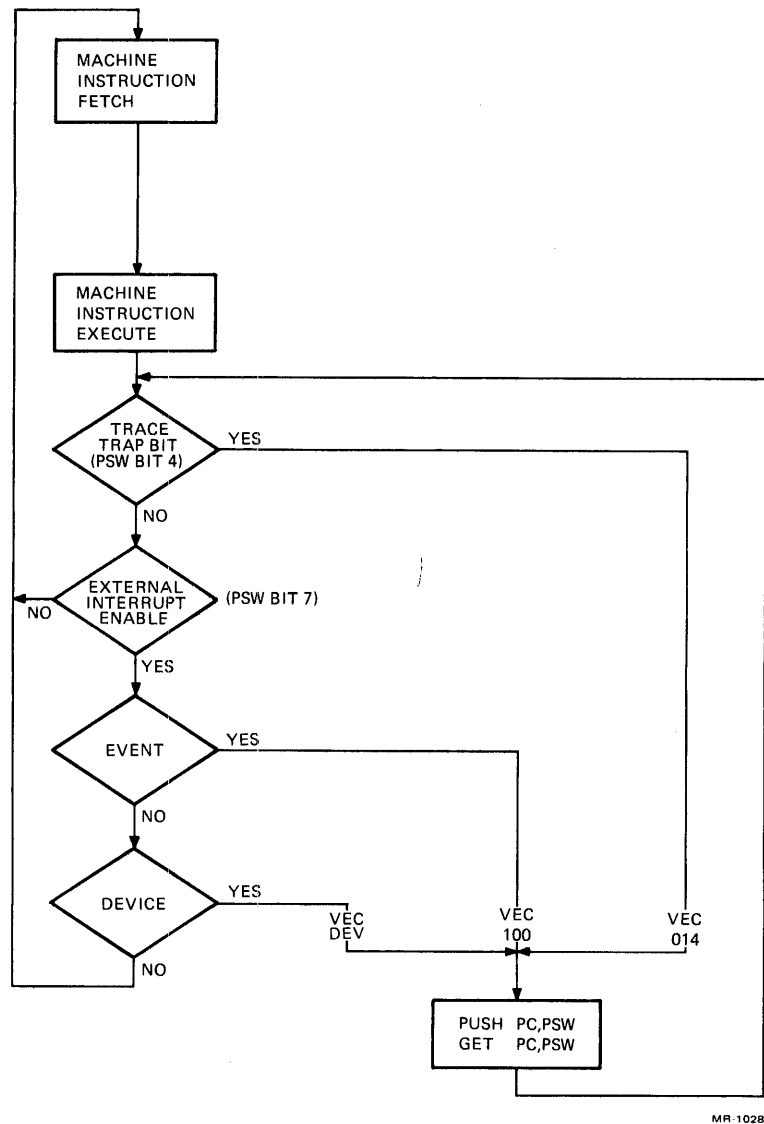 MACHINE
INSTRUCTION
FETCH
MACHINE
INSTRUCTION
EXECUTE
TRACE
TRAP BIT
(PSW BIT 4)
YES
NO
EXTERNAL
INTERRUPT
ENABLE
(PSW BIT 7)
NO
YES
EVENT
YES
NO
DEVICE
YES
NO
VEC
DEV
VEC
100
VEC
014
PUSH PC,PSW
GET PC,PSW
MR-1028